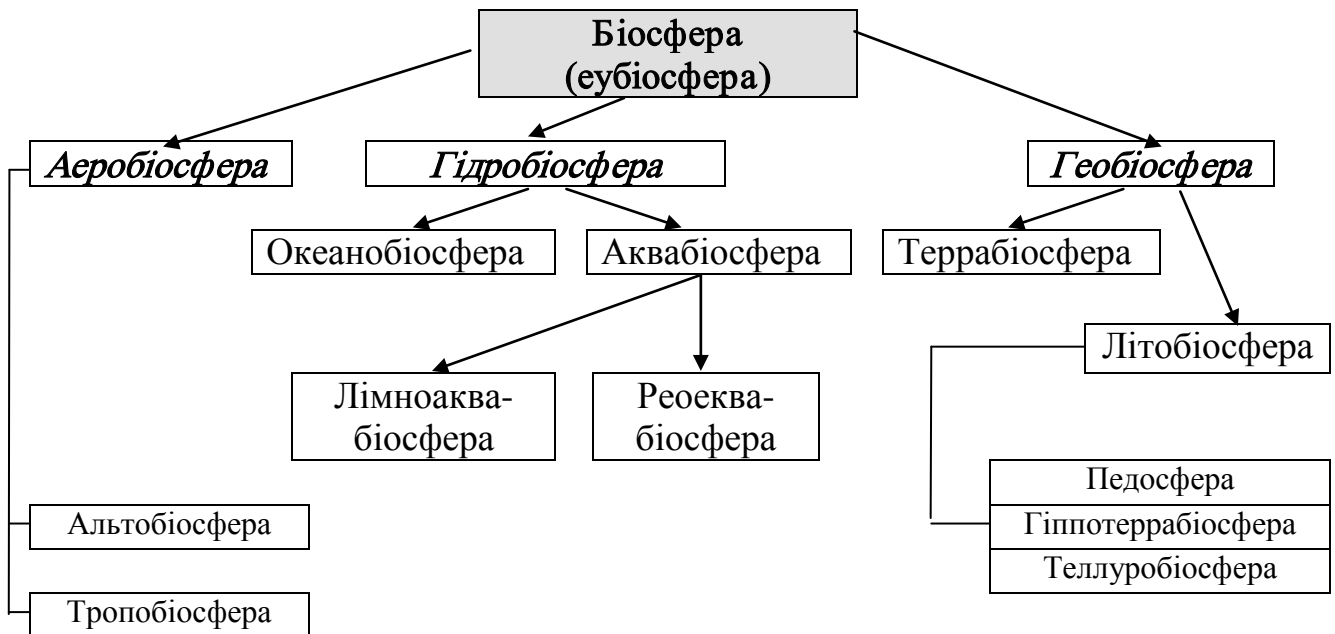 Біосфера
(еубіосфера)
Аеробіосфера
Гідробіосфера
Геобіосфера
Океанобіосфера
Аквабіосфера
Террабіосфера
Літобіосфера
Лімноаква-
біосфера
Реоеква-
біосфера
Педосфера
Альтобіосфера
Гіппотеррабіосфера
Теллуробіосфера
Тропобіосфера